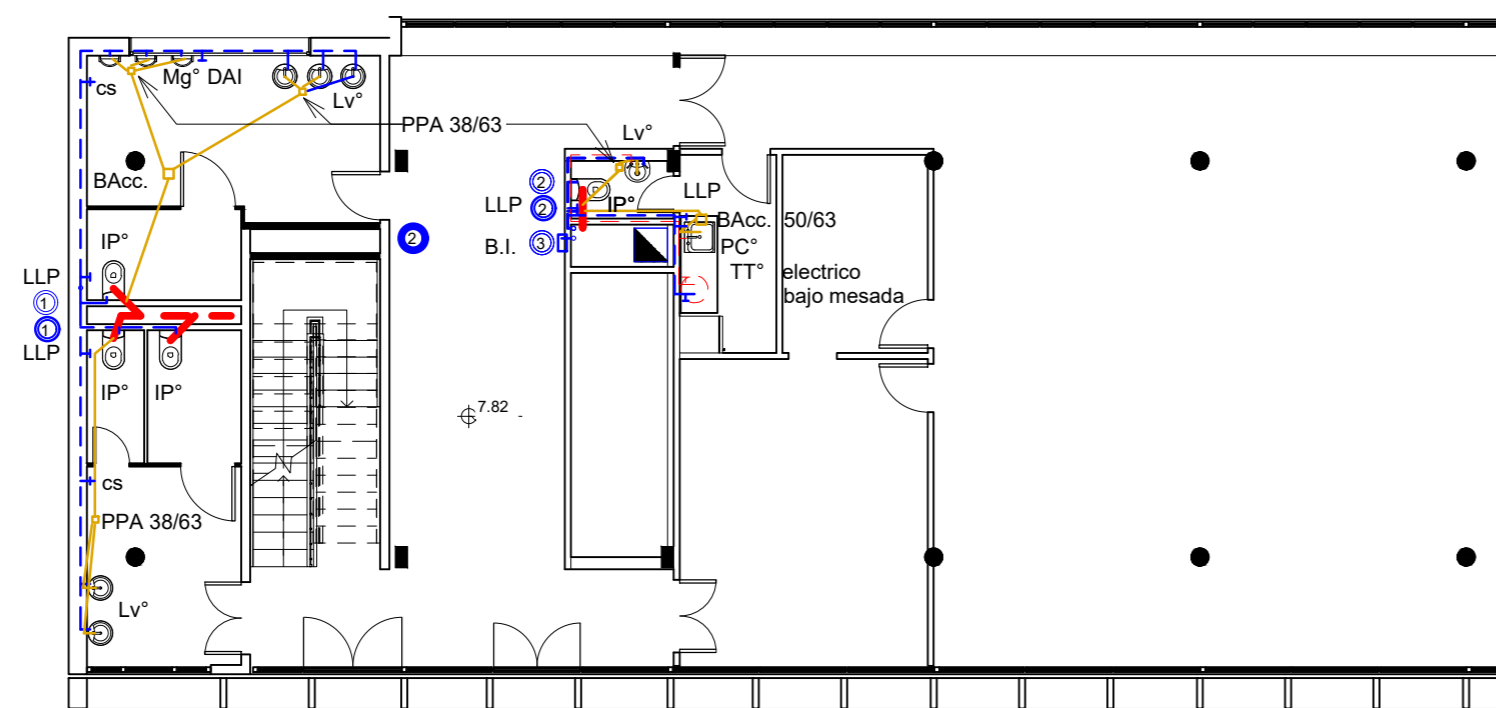 cs
Mg° DAI
Lv°
PPA 38/63
Lv°
BAcc.
2
LLP
2
IP°
LLP
BAcc. 50/63
2
B.I.
3
PC°
TT°
electrico
bajo mesada
IP°
LLP
1
1
LLP
IP°
IP°
7.82
N
cs
PPA 38/63
Lv°